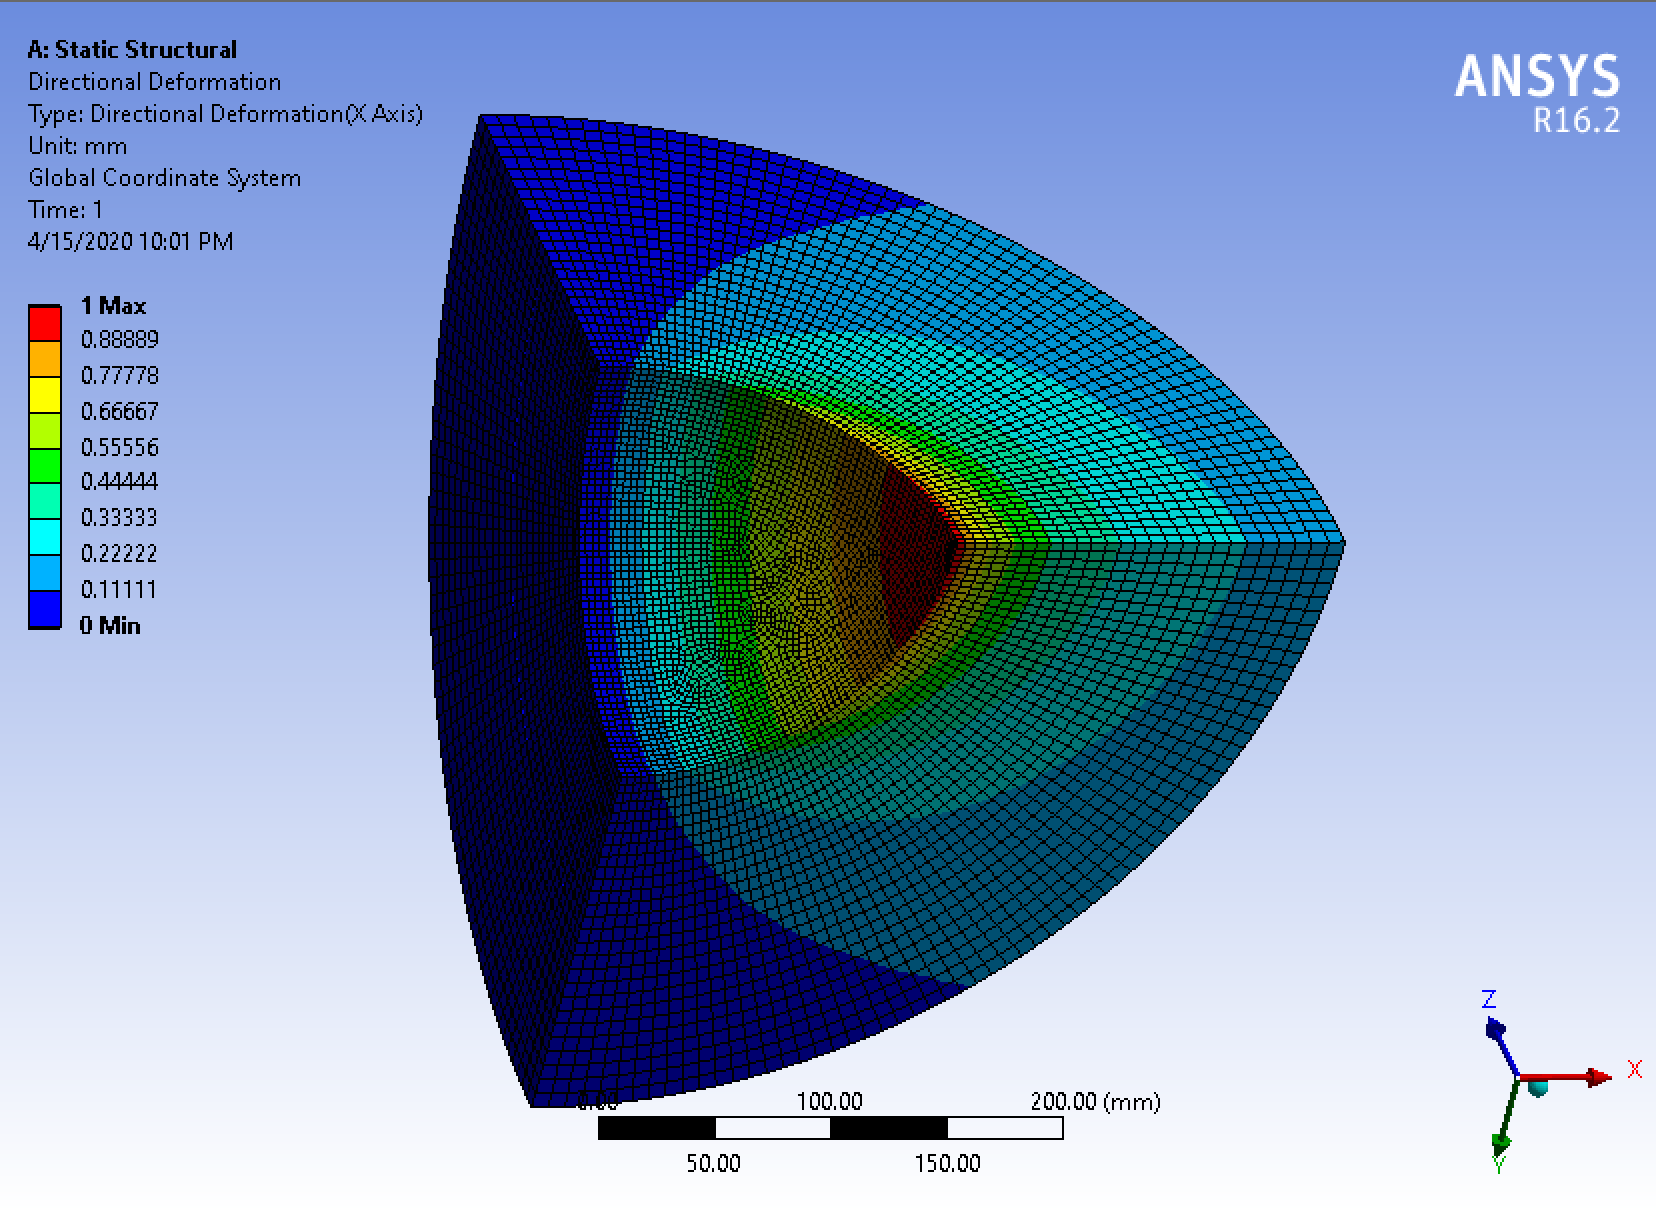 A: Static Structural
Directional Deformation
Type: Directional Deformation(X Axis)
Unit: mm
Global Coordinate System
Time: 1
4/15/2020 10:01 PM
ANSYS
R16.2
1 Max
0.88889
0.77778
0.66667
0.55556
0.44444
0.33333
0.22222
0.11111
0 Min
0.00
100.00
200.00 (mm)
50.00
150.00
Z
X
Y